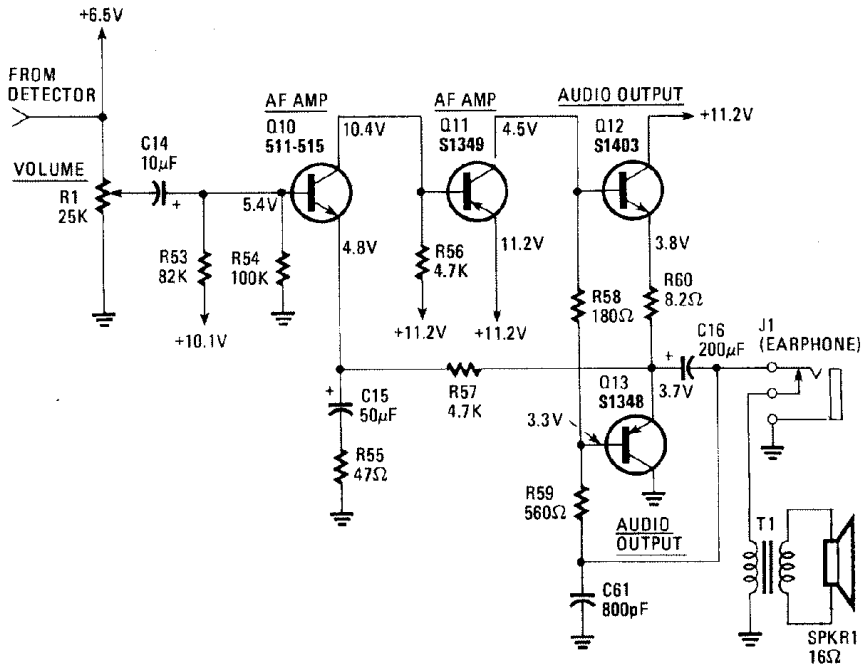 +6.5V
FROM
DETECTOR
VOLUME
R1
25K
C14
10µF
+
R53
82K
+10.1V
5.4V
R54
100K
AF AMP
Q10
511-515
10.4V
4.8V
AF AMP
Q11
S1349
4.5V
11.2V
R56
4.7K
+11.2V
+11.2V
AUDIO OUTPUT
Q12
S1403
+11.2V
3.8V
R58
180Ω
R60
8.2Ω
+
C16
200µF
J1
(EARPHONE)
R57
4.7K
+
C15
50µF
R55
47Ω
Q13
S1348
3.7V
3.3V
R59
560Ω
AUDIO
OUTPUT
C61
800pF
T1
SPKR1
16Ω